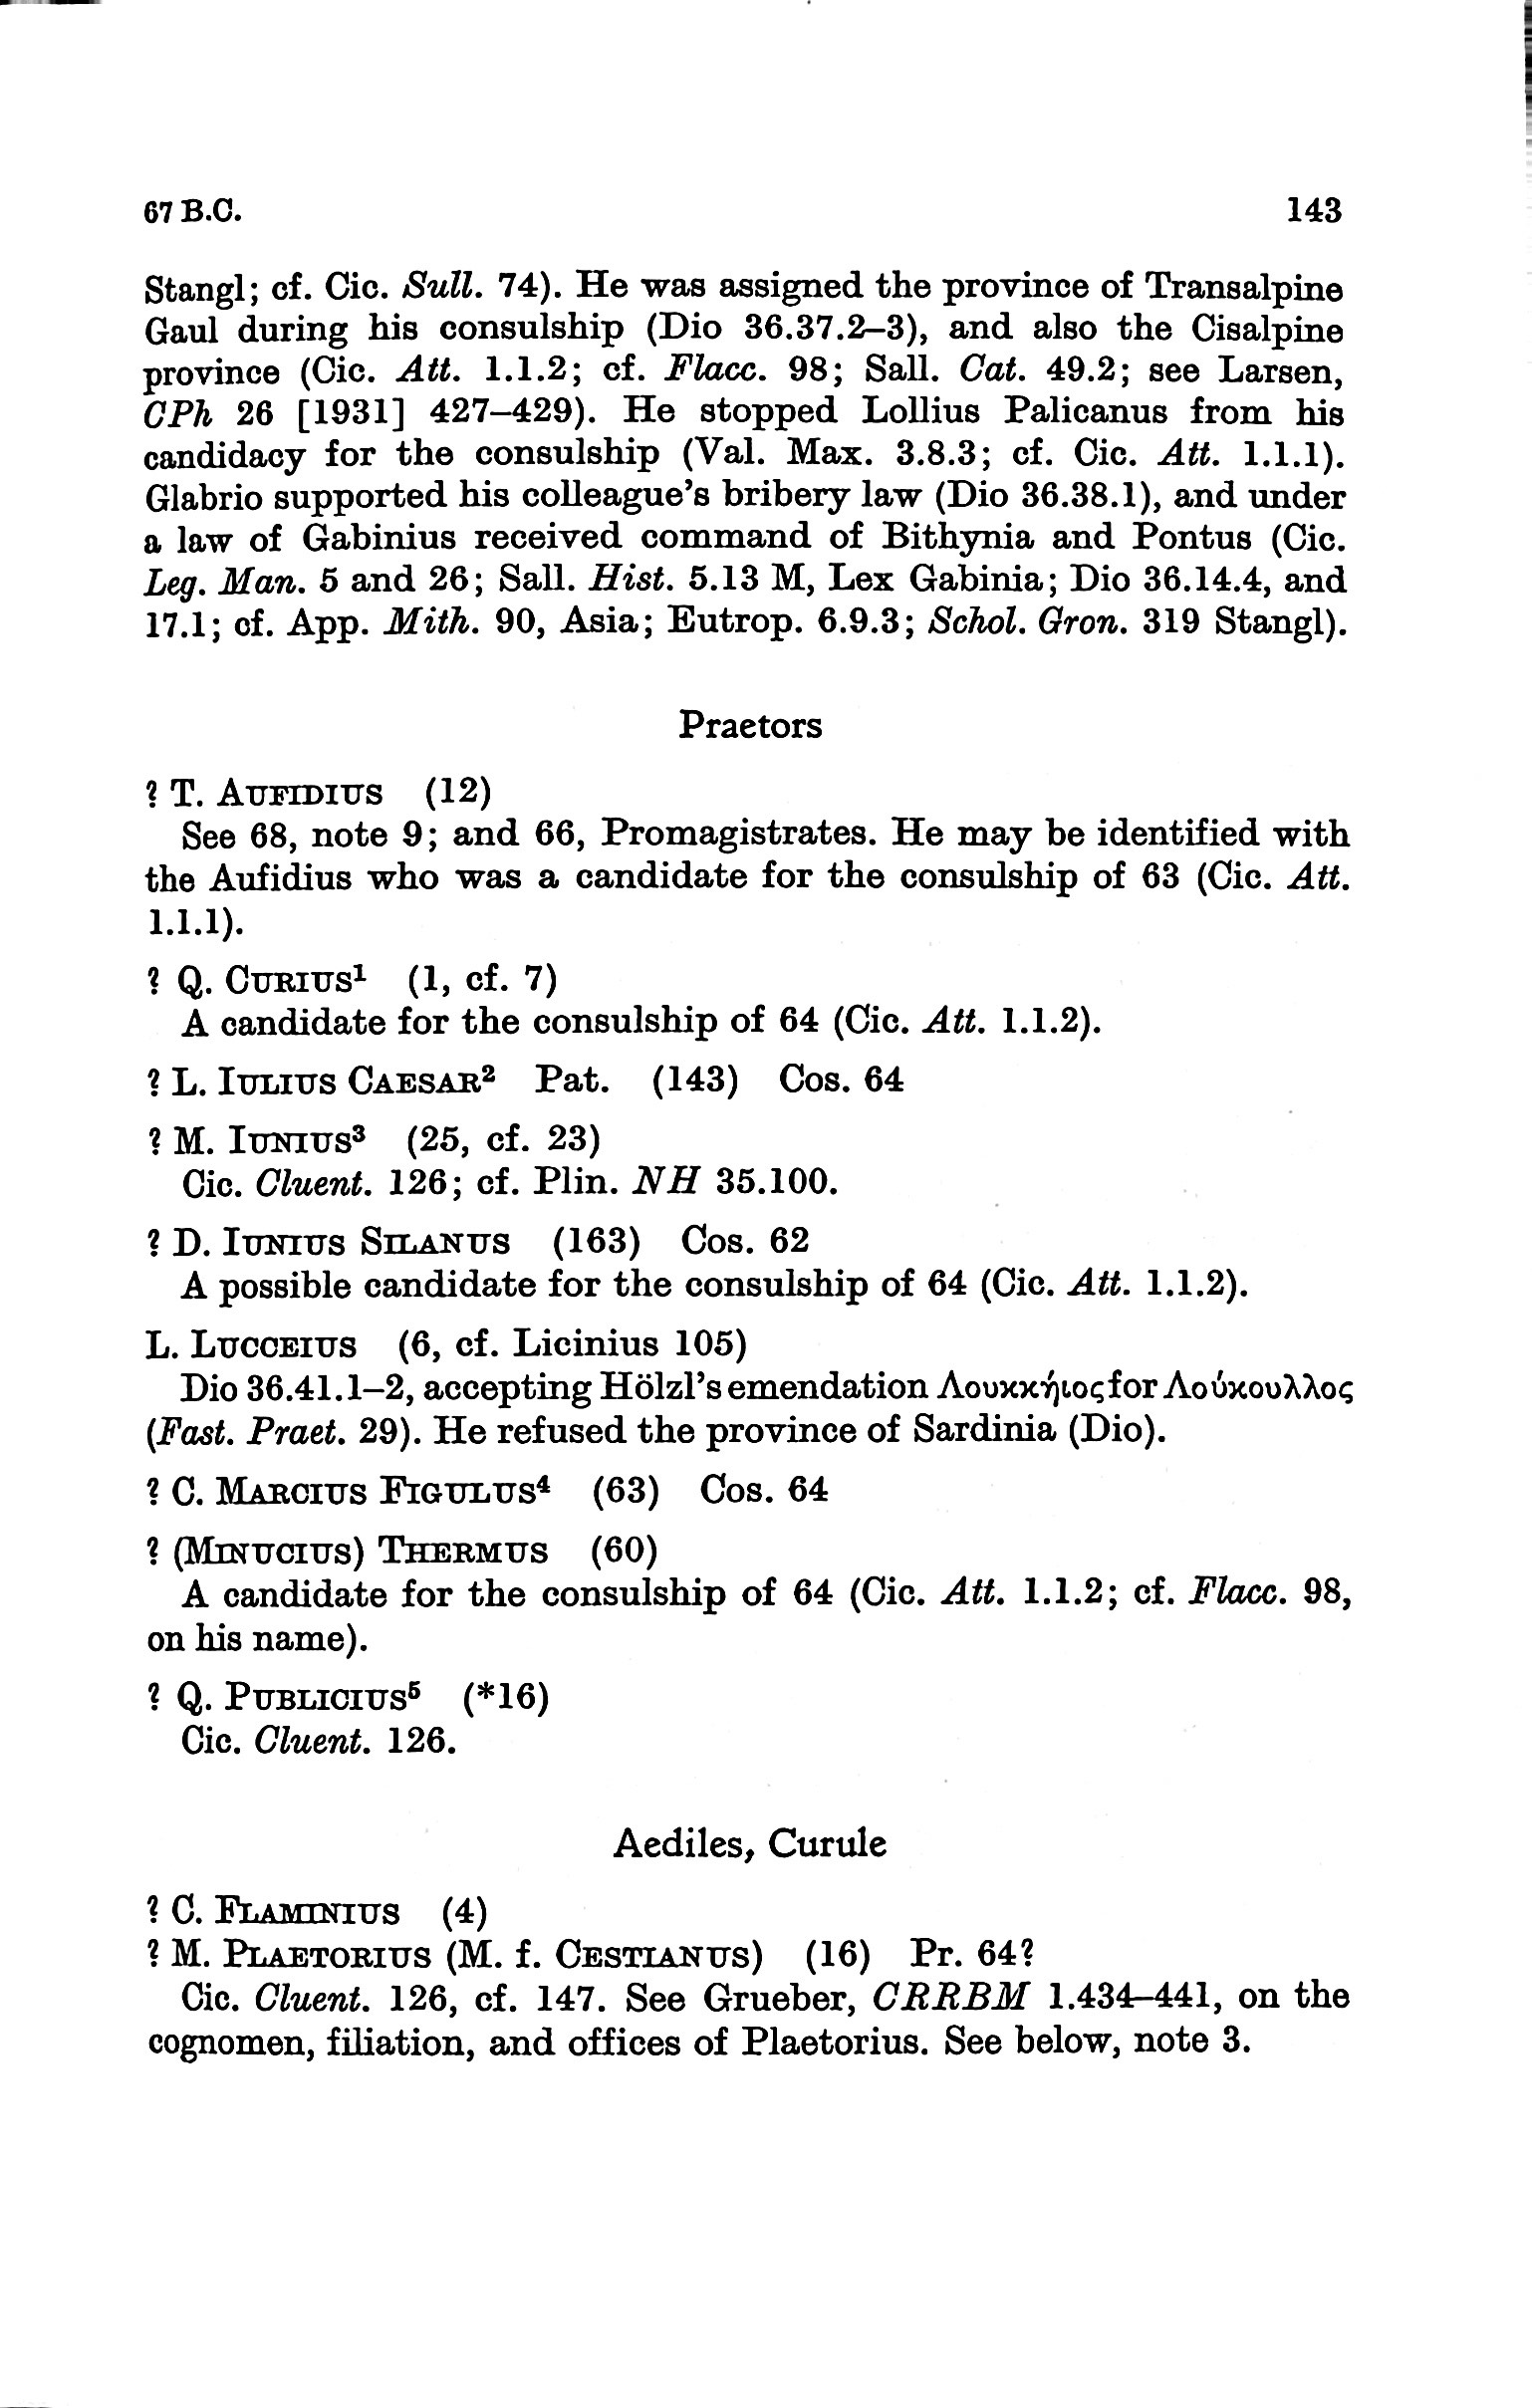 67 B.C. 143
Stangl; cf. Cic. Sull. 74). He was assigned the province of Transalpine
Gaul during his consulship (Dio 36.37.2–3), and also the Cisalpine
province (Cic. Att. 1.1.2; cf. Flacc. 98; Sall. Cat. 49.2; see Larsen,
CPh 26 [1931] 427–429). He stopped Lollius Palicanus from his
candidacy for the consulship (Val. Max. 3.8.3; cf. Cic. Att. 1.1.1).
Glabrio supported his colleague's bribery law (Dio 36.38.1), and under
a law of Gabinius received command of Bithynia and Pontus (Cic.
Leg. Man. 5 and 26; Sall. Hist. 5.13 M, Lex Gabinia; Dio 36.14.4, and
17.1; cf. App. Mith. 90, Asia; Eutrop. 6.9.3; Schol. Gron. 319 Stangl).
Praetors
? T. AUFIDIUS (12)
See 68, note 9; and 66, Promagistrates. He may be identified with
the Aufidius who was a candidate for the consulship of 63 (Cic. Att.
1.1.1).
? Q. CURIUS¹ (1, cf. 7)
A candidate for the consulship of 64 (Cic. Att. 1.1.2).
? L. IULIUS CAESAR² Pat. (143) Cos. 64
? M. IUNIUS³ (25, cf. 23)
Cic. Cluent. 126; cf. Plin. NH 35.100.
? D. IUNIUS SILANUS (163) Cos. 62
A possible candidate for the consulship of 64 (Cic. Att. 1.1.2).
L. LUCCEIUS (6, cf. Licinius 105)
Dio 36.41.1–2, accepting Hölzl's emendation Λουκκήιος for Λούκουλλος
(Fast. Praet. 29). He refused the province of Sardinia (Dio).
? C. MARCIUS FIGULUS⁴ (63) Cos. 64
? (MINUCIUS) THERMUS (60)
A candidate for the consulship of 64 (Cic. Att. 1.1.2; cf. Flacc. 98,
on his name).
? Q. PUBLICIUS⁵ (*16)
Cic. Cluent. 126.
Aediles, Curule
? C. FLAMINIUS (4)
? M. PLAETORIUS (M. f. CESTIANUS) (16) Pr. 64?
Cic. Cluent. 126, cf. 147. See Grueber, CRRBM 1.434–441, on the
cognomen, filiation, and offices of Plaetorius. See below, note 3.